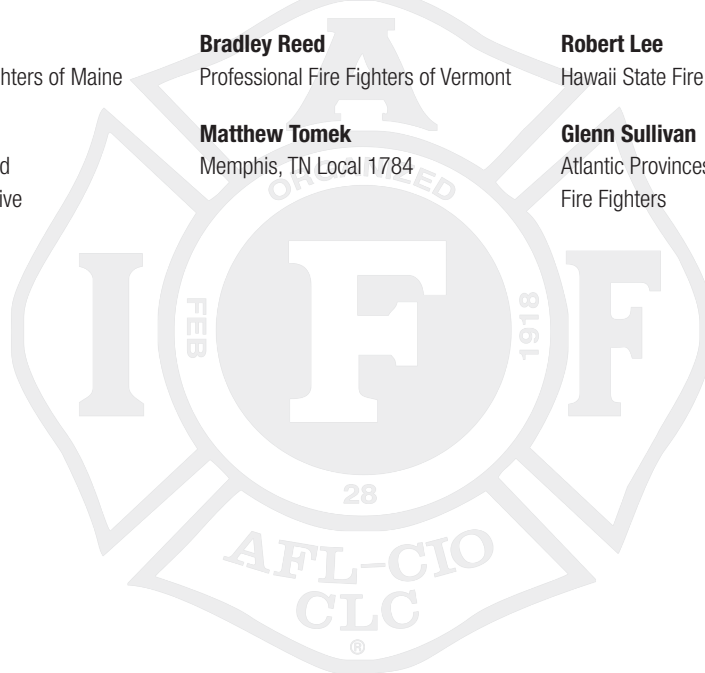 hters of Maine
d
ive
Bradley Reed
Professional Fire Fighters of Vermont
Matthew Tomek
Memphis, TN Local 1784
Robert Lee
Hawaii State Fire
Glenn Sullivan
Atlantic Provinces
Fire Fighters
A
ORGANIZED
I
FEB
F
1918
F
28
AFL-CIO
CLC
®